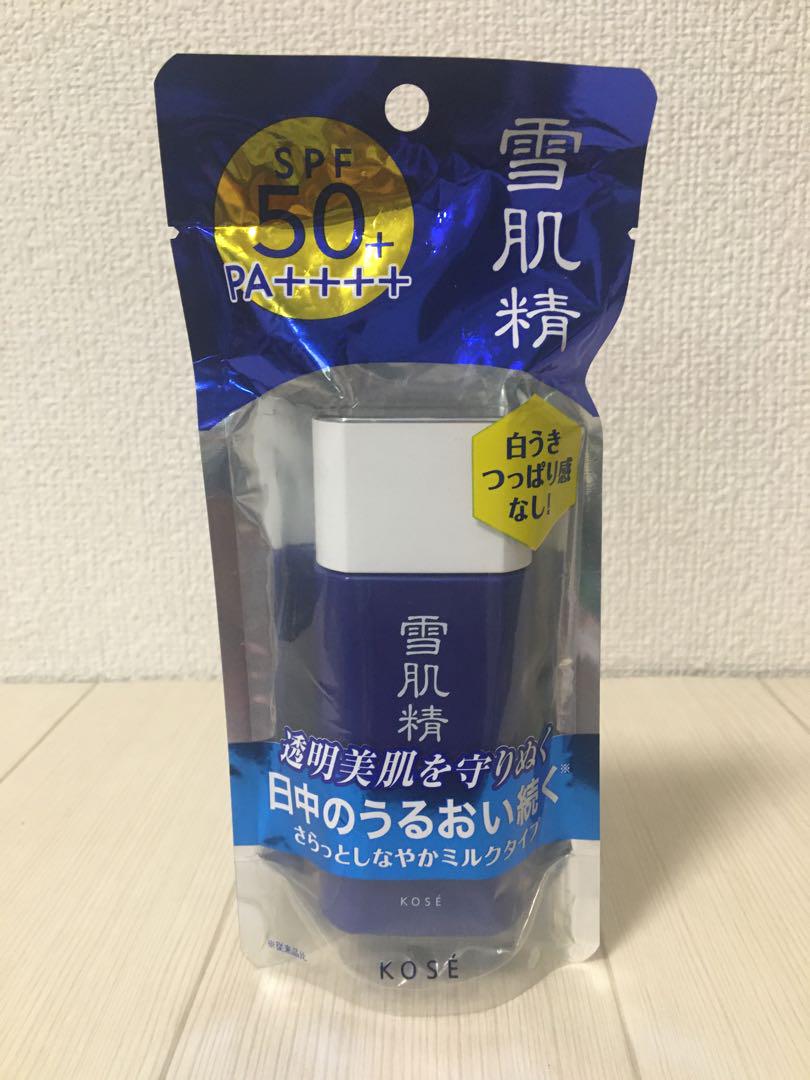 SPF
50+
PA++++
雪肌精
白うき
つっぱり感
なし!
雪肌精
透明美肌を守りぬく
日中のうるおい続く※
さらっとしなやかミルクタイプ
KOSÉ
※従来品比
KOSÉ